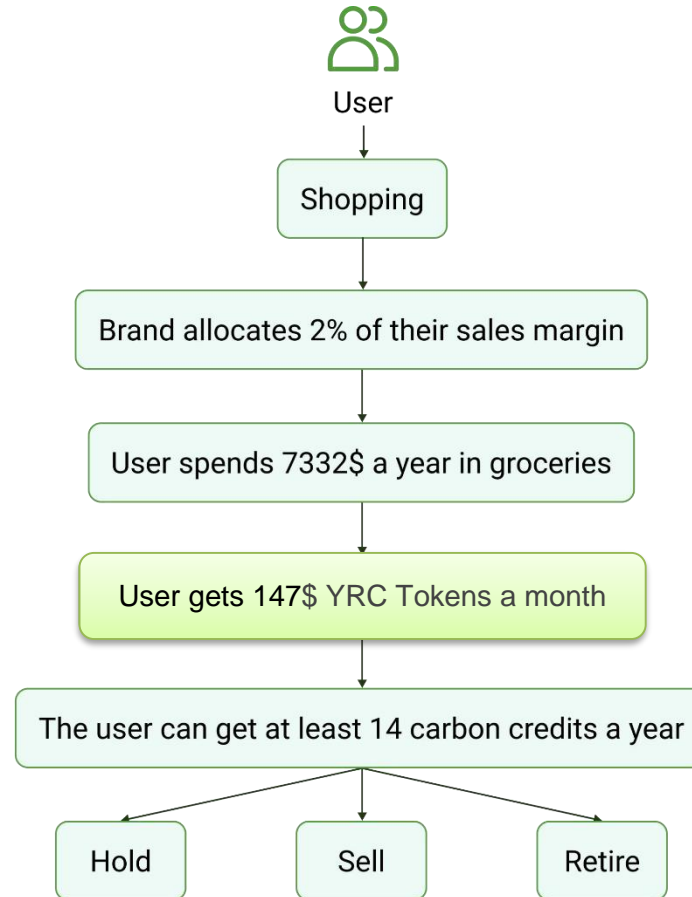 User
Shopping
Brand allocates 2% of their sales margin
User spends 7332$ a year in groceries
User gets 147$ YRC Tokens a month
The user can get at least 14 carbon credits a year
Hold
Sell
Retire